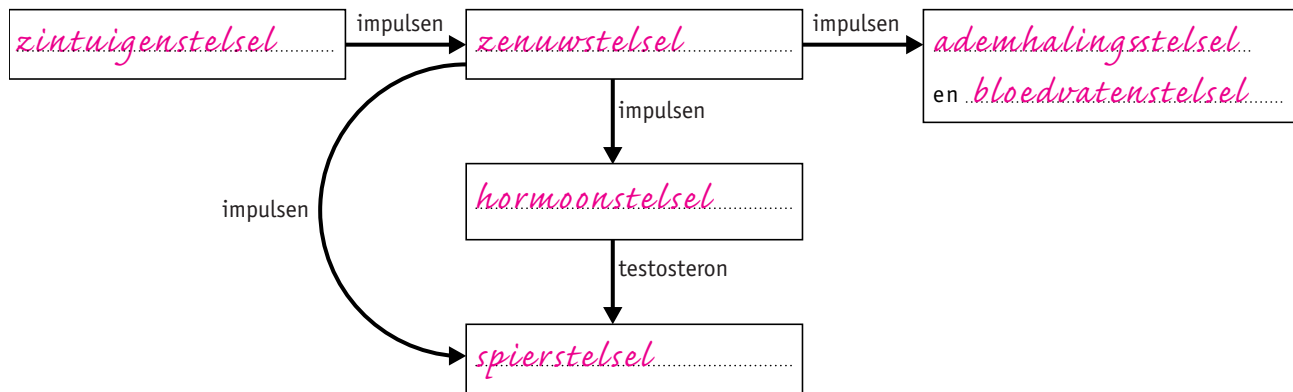 impulsen
impulsen
zintuigenstelsel
zenuwstelsel
ademhalingsstelsel
en bloedvatenstelsel
impulsen
hormoonstelsel
impulsen
testosteron
spierstelsel